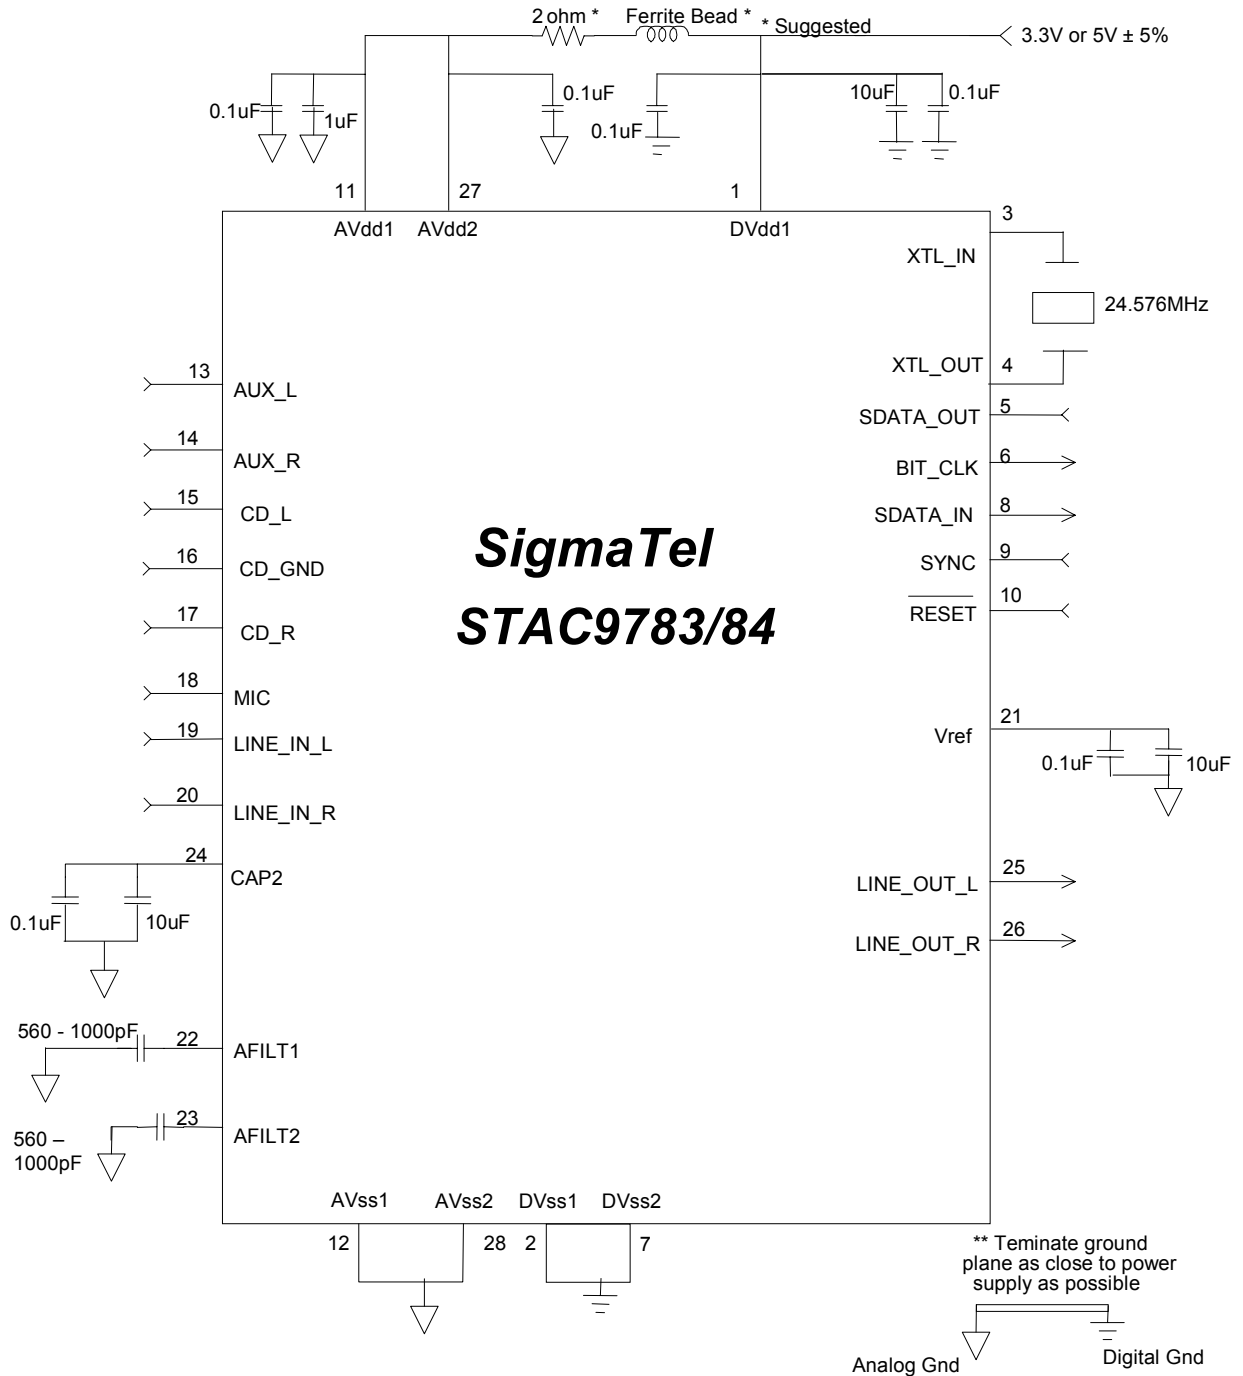 2 ohm *
Ferrite Bead *
* Suggested
3.3V or 5V ± 5%
0.1uF
1uF
0.1uF
0.1uF
10uF
0.1uF
11
27
1
AVdd1
AVdd2
DVdd1
3
XTL_IN
24.576MHz
XTL_OUT
4
13
AUX_L
SDATA_OUT
5
14
AUX_R
BIT_CLK
6
15
CD_L
SDATA_IN
8
16
CD_GND
SYNC
9
17
CD_R
RESET
10
SigmaTel
STAC9783/84
18
MIC
19
LINE_IN_L
Vref
21
0.1uF
10uF
20
LINE_IN_R
24
CAP2
0.1uF
10uF
LINE_OUT_L
25
LINE_OUT_R
26
560 - 1000pF
22
AFILT1
23
AFILT2
560 –
1000pF
AVss1
AVss2
DVss1
DVss2
12
28
2
7
** Teminate ground
plane as close to power
supply as possible
Analog Gnd
Digital Gnd